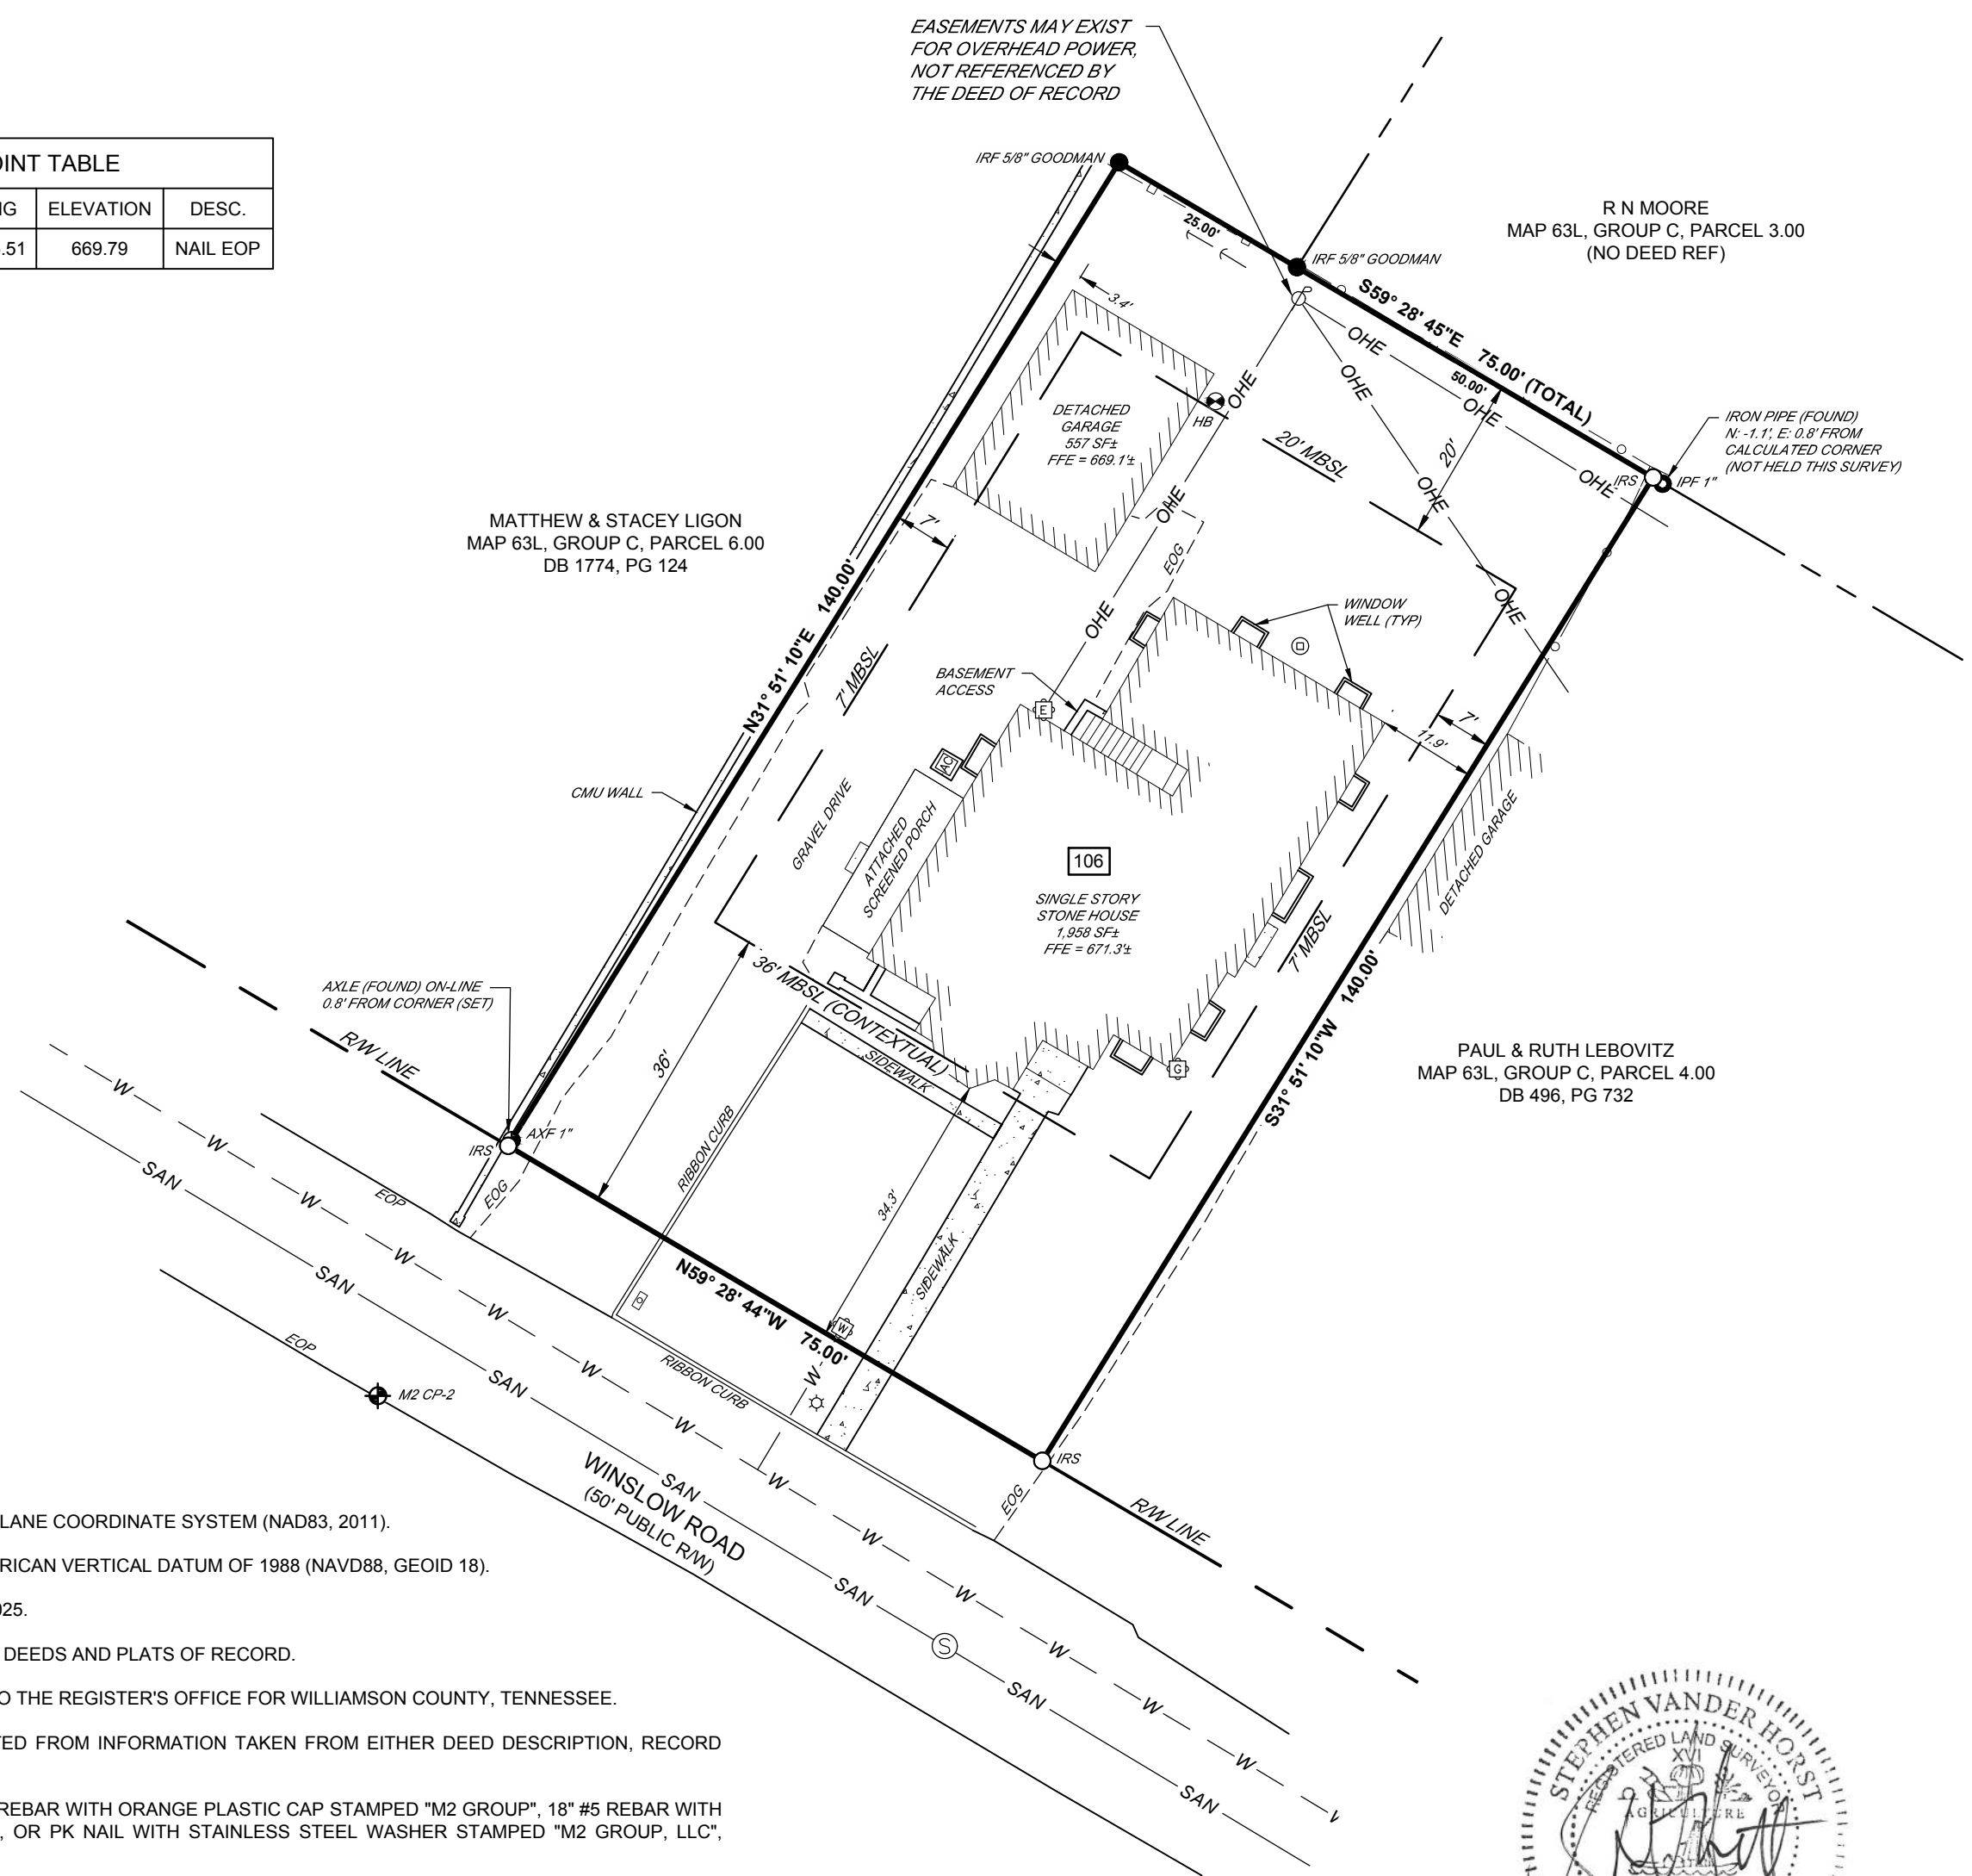 EASEMENTS MAY EXIST
FOR OVERHEAD POWER,
NOT REFERENCED BY
THE DEED OF RECORD
OINT TABLE
NG ELEVATION DESC.
.51 669.79 NAIL EOP
IRF 5/8" GOODMAN
25.00'
IRF 5/8" GOODMAN
R N MOORE
MAP 63L, GROUP C, PARCEL 3.00
(NO DEED REF)
S59° 28' 45"E 75.00' (TOTAL)
50.00'
3.4'
OHE
OHE
OHE
OHE
OHE
OHE
OHE
OHE
OHE
DETACHED
GARAGE
557 SF±
FFE = 669.1'±
HB
20' MBSL
20'
IRON PIPE (FOUND)
N: -1.1', E: 0.8' FROM
CALCULATED CORNER
(NOT HELD THIS SURVEY)
IRS
IPF 1"
MATTHEW & STACEY LIGON
MAP 63L, GROUP C, PARCEL 6.00
DB 1774, PG 124
7'
EOG
WINDOW
WELL (TYP)
N31° 51' 10"E 140.00'
7' MBSL
BASEMENT
ACCESS
E
7'
11.9'
AC
CMU WALL
GRAVEL DRIVE
ATTACHED
SCREENED PORCH
DETACHED GARAGE
106
SINGLE STORY
STONE HOUSE
1,958 SF±
FFE = 671.3'±
7' MBSL
36' MBSL (CONTEXTUAL)
SIDEWALK
AXLE (FOUND) ON-LINE
0.8' FROM CORNER (SET)
R/W LINE
36'
G
S31° 51' 10"W 140.00'
PAUL & RUTH LEBOVITZ
MAP 63L, GROUP C, PARCEL 4.00
DB 496, PG 732
AXF 1"
IRS
RIBBON CURB
34.3'
SIDEWALK
EOG
EOP
N59° 28' 44"W 75.00'
W
W
RIBBON CURB
EOP
M2 CP-2
IRS
EOG
R/W LINE
WINSLOW ROAD
(50' PUBLIC R/W)
W
W
W
W
W
W
W
W
W
W
W
W
W
SAN
SAN
SAN
SAN
SAN
SAN
SAN
S
LANE COORDINATE SYSTEM (NAD83, 2011).
RICAN VERTICAL DATUM OF 1988 (NAVD88, GEOID 18).
025.
DEEDS AND PLATS OF RECORD.
O THE REGISTER'S OFFICE FOR WILLIAMSON COUNTY, TENNESSEE.
TED FROM INFORMATION TAKEN FROM EITHER DEED DESCRIPTION, RECORD
REBAR WITH ORANGE PLASTIC CAP STAMPED "M2 GROUP", 18" #5 REBAR WITH
, OR PK NAIL WITH STAINLESS STEEL WASHER STAMPED "M2 GROUP, LLC",
STEPHEN VANDER HORST
REGISTERED LAND SURVEYOR
XVI
AGRICULTURE